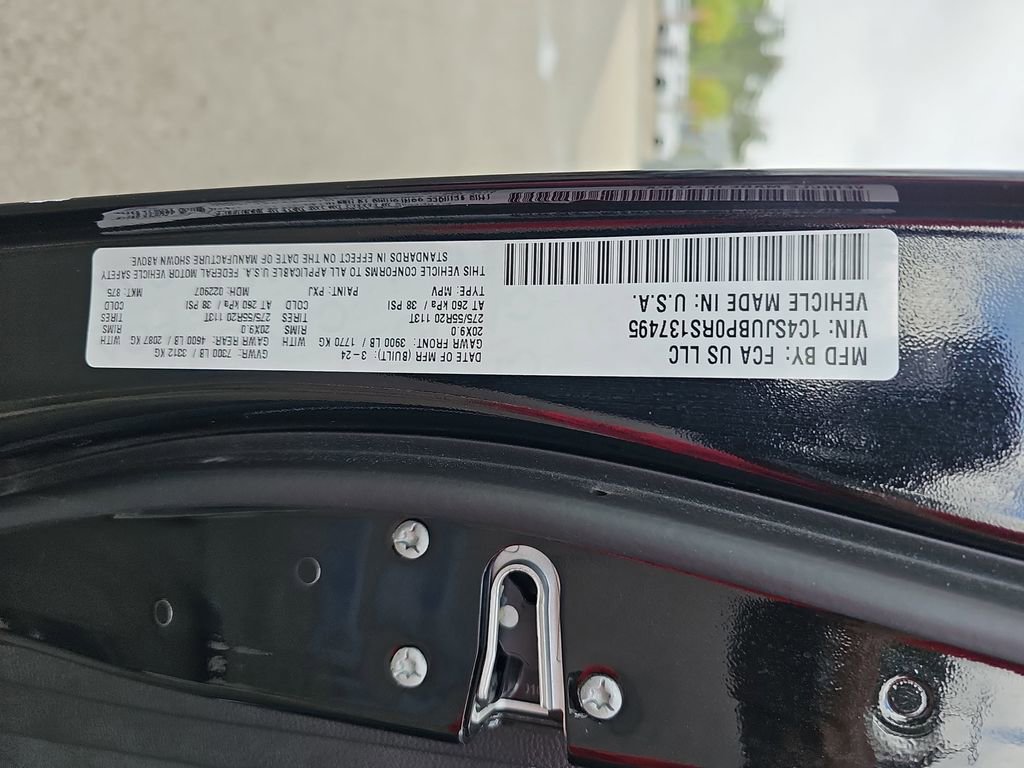 MFD BY: FCA US LLC
VIN: 1C4SJUBP0RS137495
VEHICLE MADE IN: U.S.A.
DATE OF MFR (BUILT): 3-24
GVWR: 7300 LB 3312 KG
GAWR FRONT: 3900 LB / 1770 KG WITH
GAWR REAR: 4600 LB / 2087 KG WITH
20X9.0 RIMS
20X9.0 RIMS
275/55R20 113T TIRES
275/55R20 113T TIRES
AT 260 kPa / 38 PSI COLD
AT 260 kPa / 38 PSI COLD
TYPE: MPV PAINT: PXJ MDH: 022907 MKT: 875
THIS VEHICLE CONFORMS TO ALL APPLICABLE U.S.A. FEDERAL MOTOR VEHICLE SAFETY
STANDARDS IN EFFECT ON THE DATE OF MANUFACTURE SHOWN ABOVE.